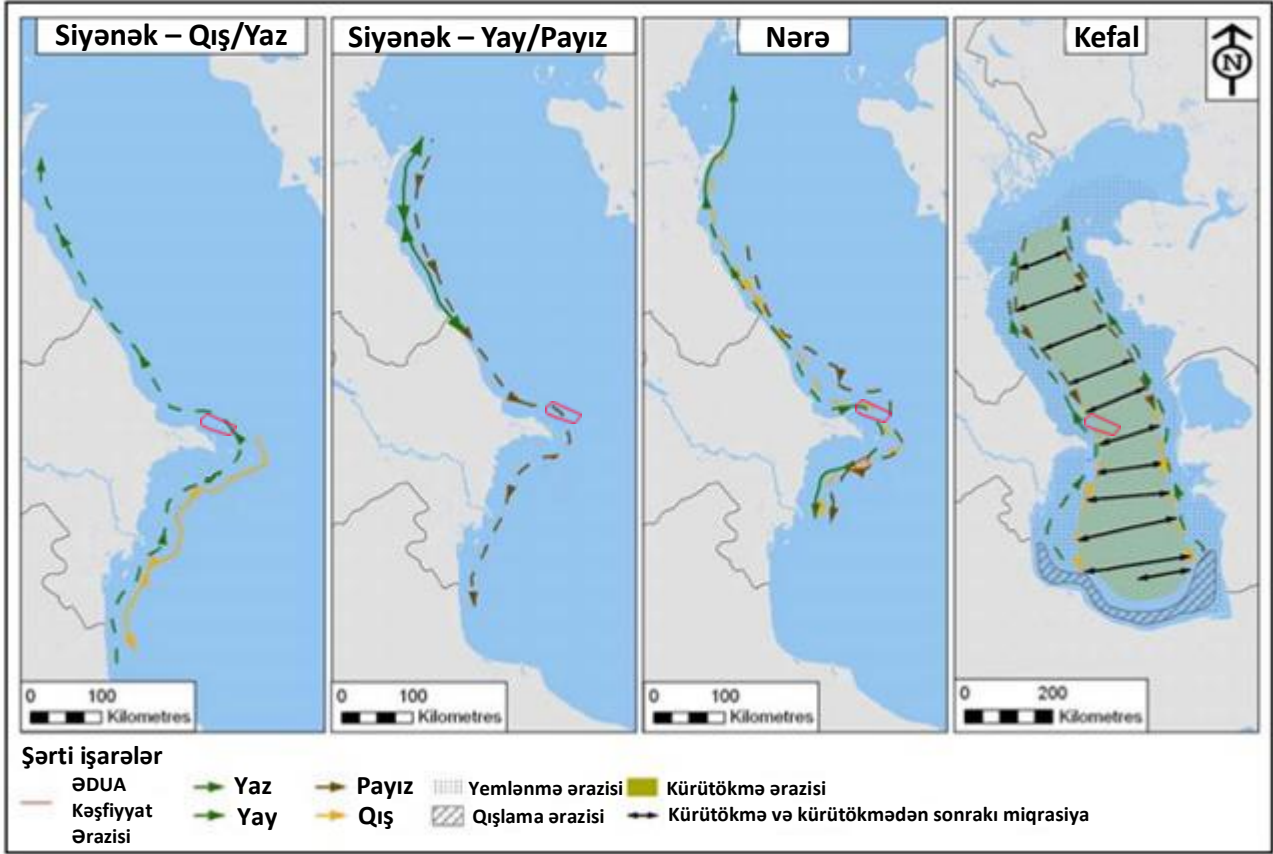 Siyənək – Qış/Yaz
Siyənək – Yay/Payız
Nərə
Kefal
N
0 100
Kilometres
0 100
Kilometres
0 100
Kilometres
0 200
Kilometres
Şərti işarələr
ƏDUA
Kəşfiyyat
Ərazisi
Yaz
Yay
Payız
Qış
Yemlənmə ərazisi
Qışlama ərazisi
Kürütökmə ərazisi
Kürütökmə və kürütökmədən sonrakı miqrasiya